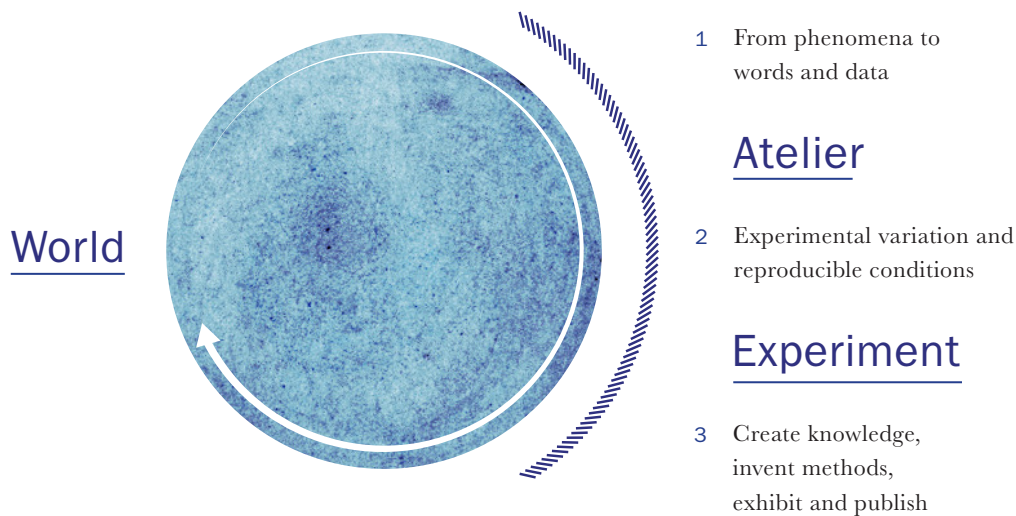 World
1 From phenomena to
words and data
Atelier
2 Experimental variation and
reproducible conditions
Experiment
3 Create knowledge,
invent methods,
exhibit and publish